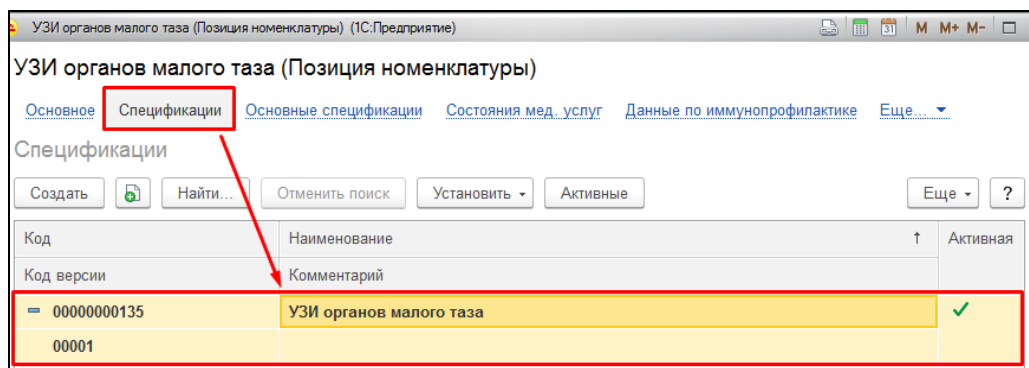 УЗИ органов малого таза (Позиция номенклатуры) (1С:Предприятие) 31 M M+ M-
УЗИ органов малого таза (Позиция номенклатуры)
Основное Спецификации Основные спецификации Состояния мед. услуг Данные по иммунопрофилактике Еще...
Спецификации
Создать Найти... Отменить поиск Установить Активные Еще ?
Код Наименование ↑ Активная
Код версии Комментарий
00000000135 УЗИ органов малого таза
00001